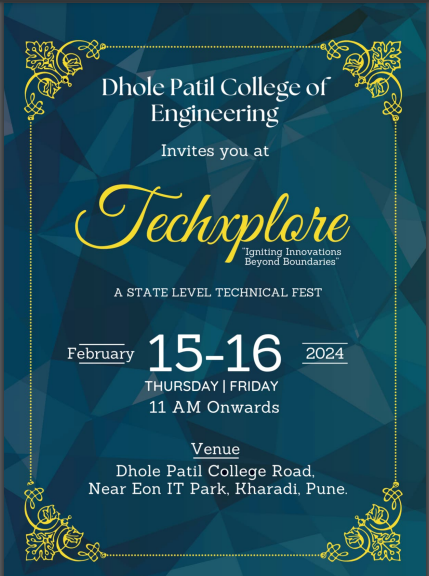 Dhole Patil College of
Engineering
Invites you at
Techxplore
"Igniting Innovations
Beyond Boundaries"
A STATE LEVEL TECHNICAL FEST
February 15-16 2024
THURSDAY | FRIDAY
11 AM Onwards
Venue
Dhole Patil College Road,
Near Eon IT Park, Kharadi, Pune.